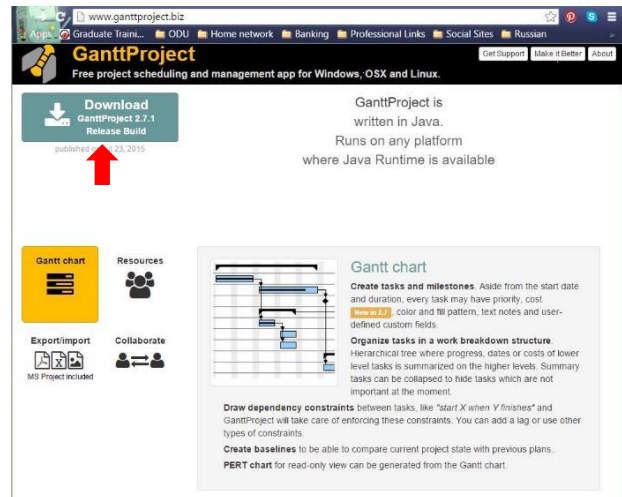 www.ganttproject.biz
Apps
Graduate Traini... ODU Home network Banking Professional Links Social Sites Russian »
GanttProject
Get Support Make it Better About
Free project scheduling and management app for Windows, OSX and Linux.
Download
GanttProject 2.7.1
Release Build
published 23, 2015
GanttProject is
written in Java.
Runs on any platform
where Java Runtime is available
Gantt chart
Resources
Export/import
Collaborate
MS Project included
Gantt chart
Create tasks and milestones. Aside from the start date
and duration, every task may have priority, cost
New in 2.7 , color and fill pattern, text notes and user-
defined custom fields.
Organize tasks in a work breakdown structure.
Hierarchical tree where progress, dates or costs of lower
level tasks is summarized on the higher levels. Summary
tasks can be collapsed to hide tasks which are not
important at the moment.
Draw dependency constraints between tasks, like "start X when Y finishes" and
GanttProject will take care of enforcing these constraints. You can add a lag or use other
types of constraints.
Create baselines to be able to compare current project state with previous plans..
PERT chart for read-only view can be generated from the Gantt chart.